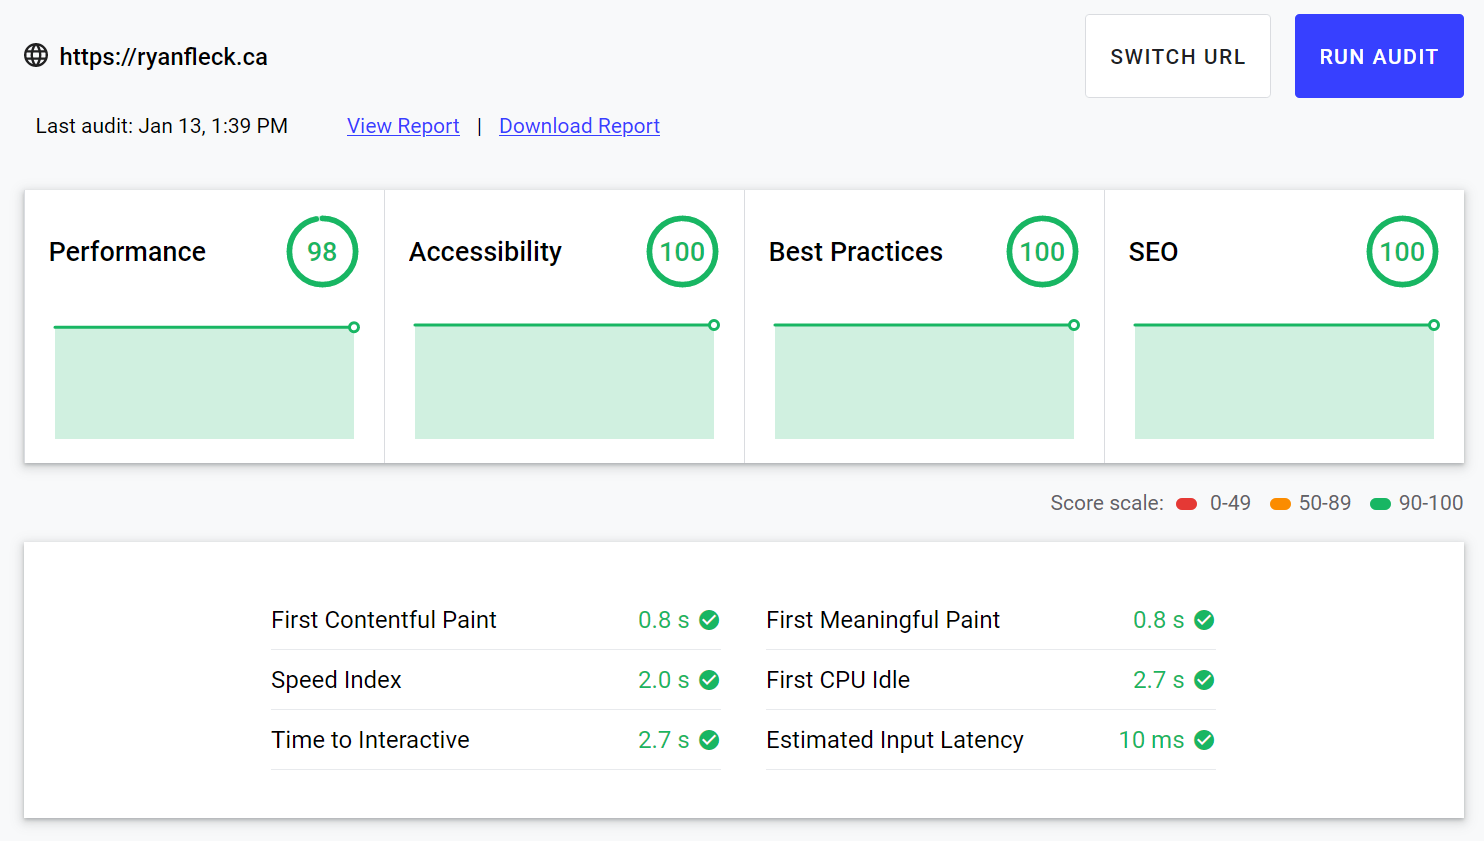 https://ryanfleck.ca
SWITCH URL
RUN AUDIT
Last audit: Jan 13, 1:39 PM
View Report | Download Report
Performance 98
Accessibility 100
Best Practices 100
SEO 100
Score scale: 0-49 50-89 90-100
First Contentful Paint 0.8 s
First Meaningful Paint 0.8 s
Speed Index 2.0 s
First CPU Idle 2.7 s
Time to Interactive 2.7 s
Estimated Input Latency 10 ms